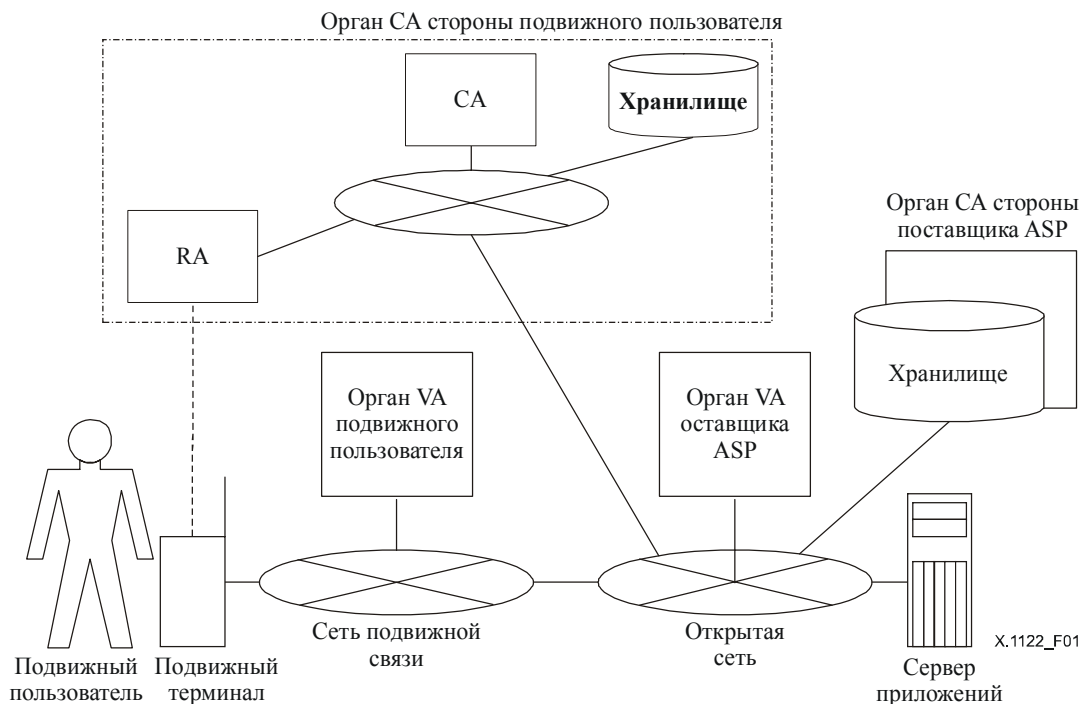 Орган CA стороны подвижного пользователя
CA
Хранилище
RA
Орган CA стороны
поставщика ASP
Хранилище
Орган VA
подвижного
пользователя
Орган VA
оставщика
ASP
Сеть подвижной
связи
Открытая
сеть
X.1122_F01
Подвижный
пользователь
Подвижный
терминал
Сервер
приложений